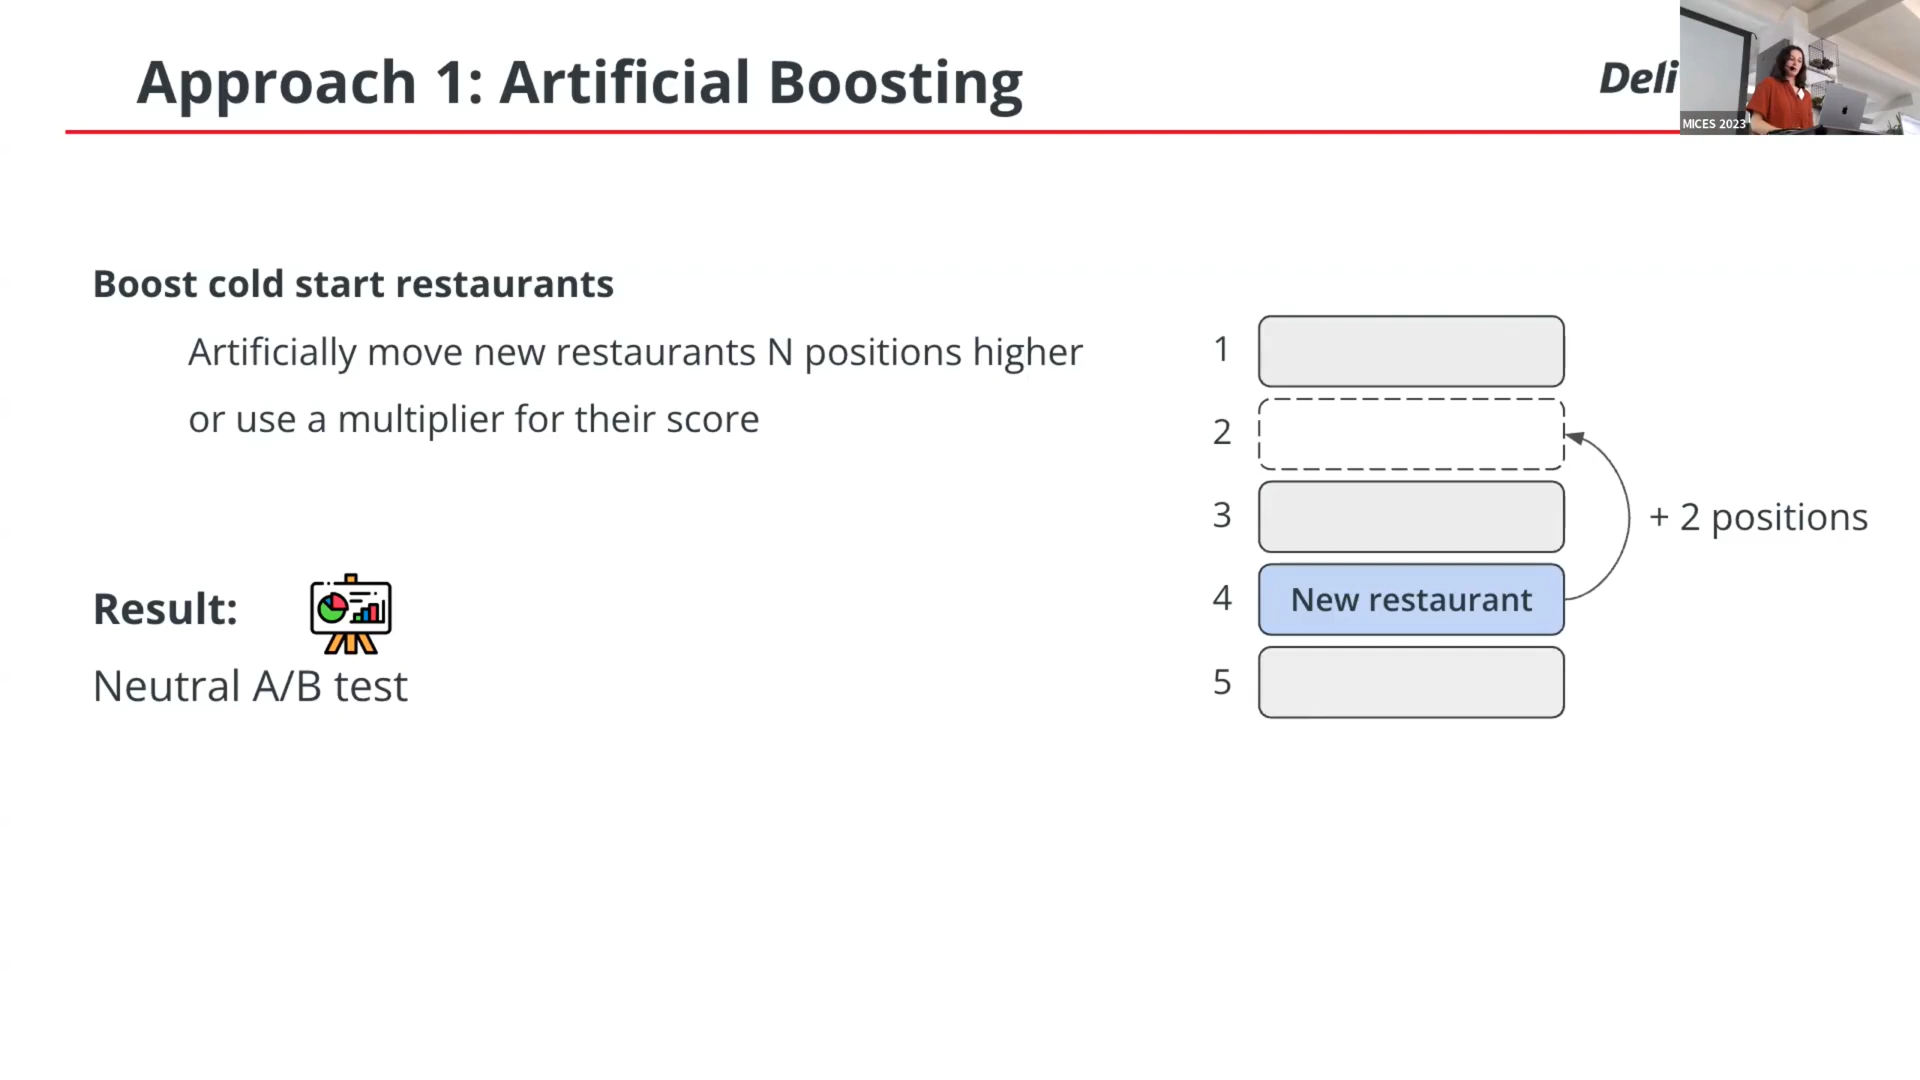 Approach 1: Artificial Boosting
Deli
MICES 2023
Boost cold start restaurants
Artificially move new restaurants N positions higher
or use a multiplier for their score
Result:
Neutral A/B test
1
2
3
4 New restaurant
5
+ 2 positions